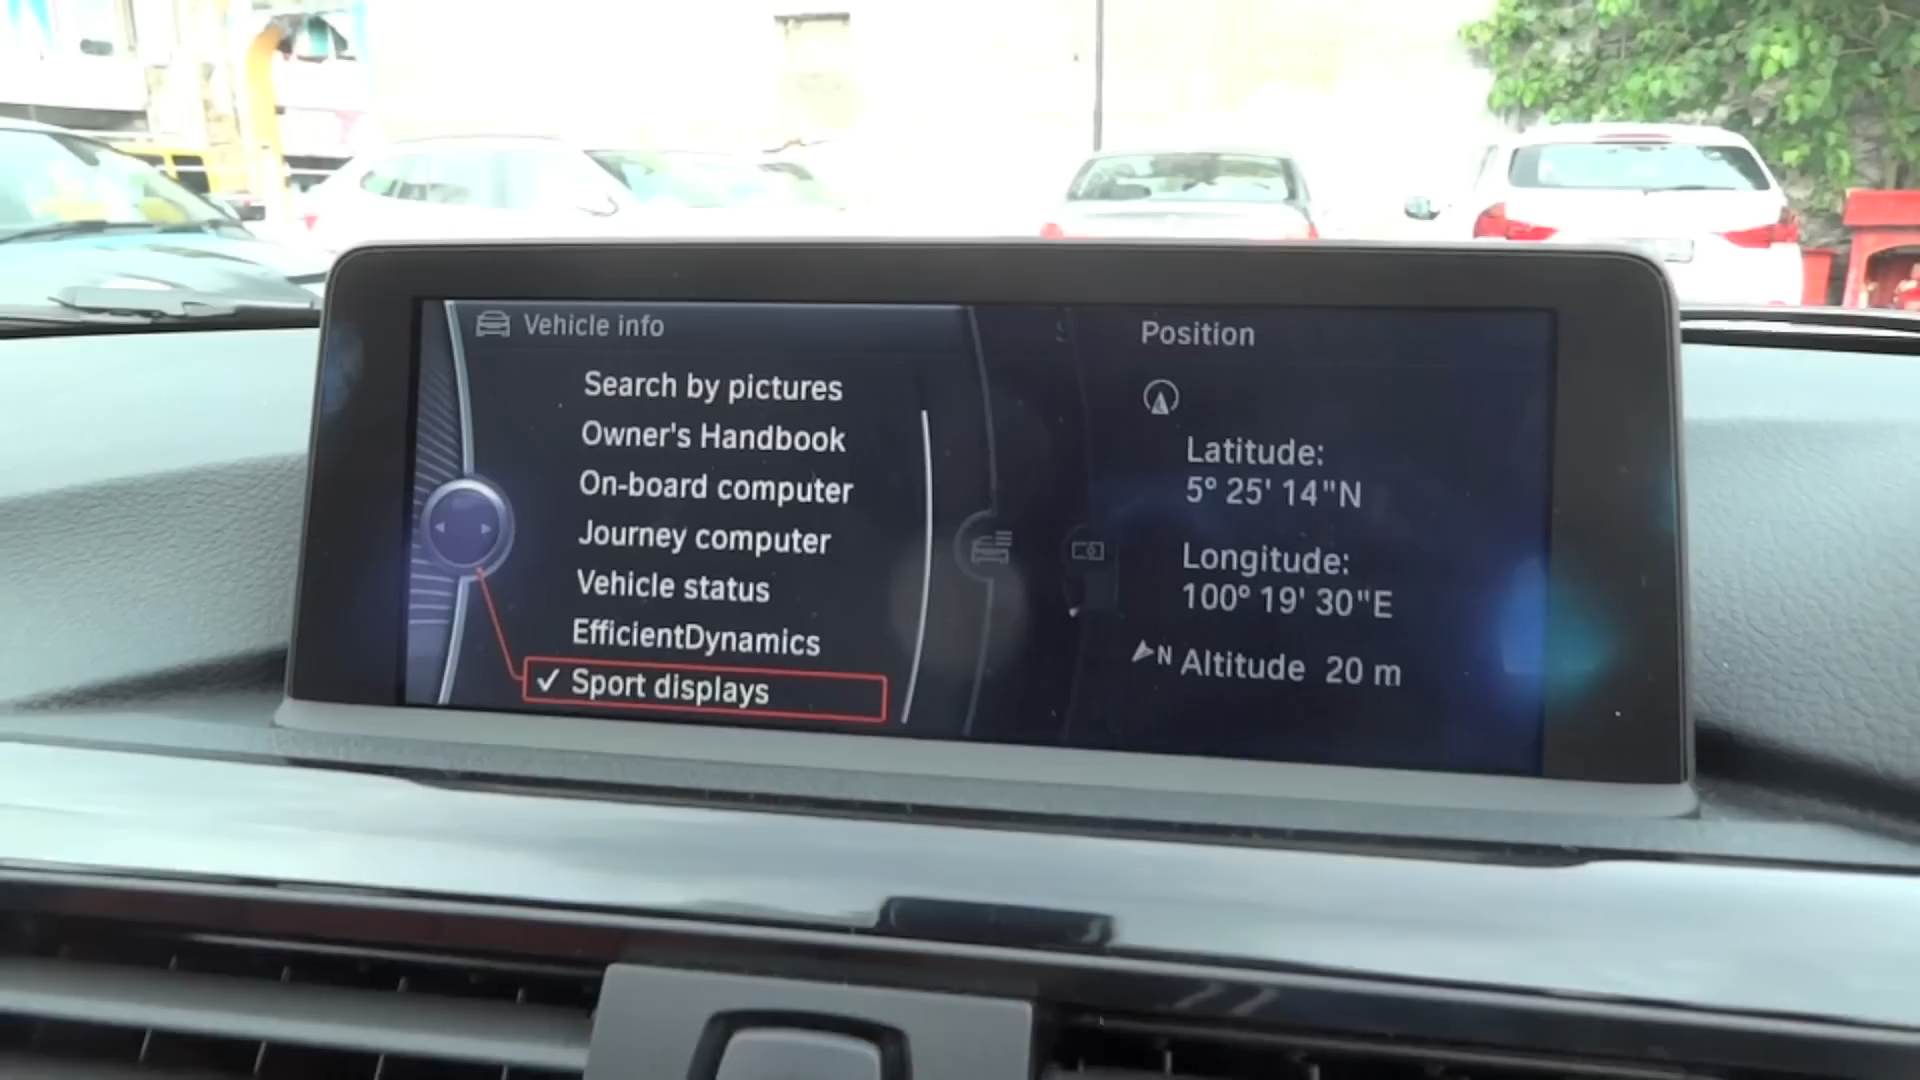 Vehicle info
Search by pictures
Owner's Handbook
On-board computer
Journey computer
Vehicle status
EfficientDynamics
✓ Sport displays
Position
Latitude:
5° 25' 14"N
Longitude:
100° 19' 30"E
N Altitude 20 m